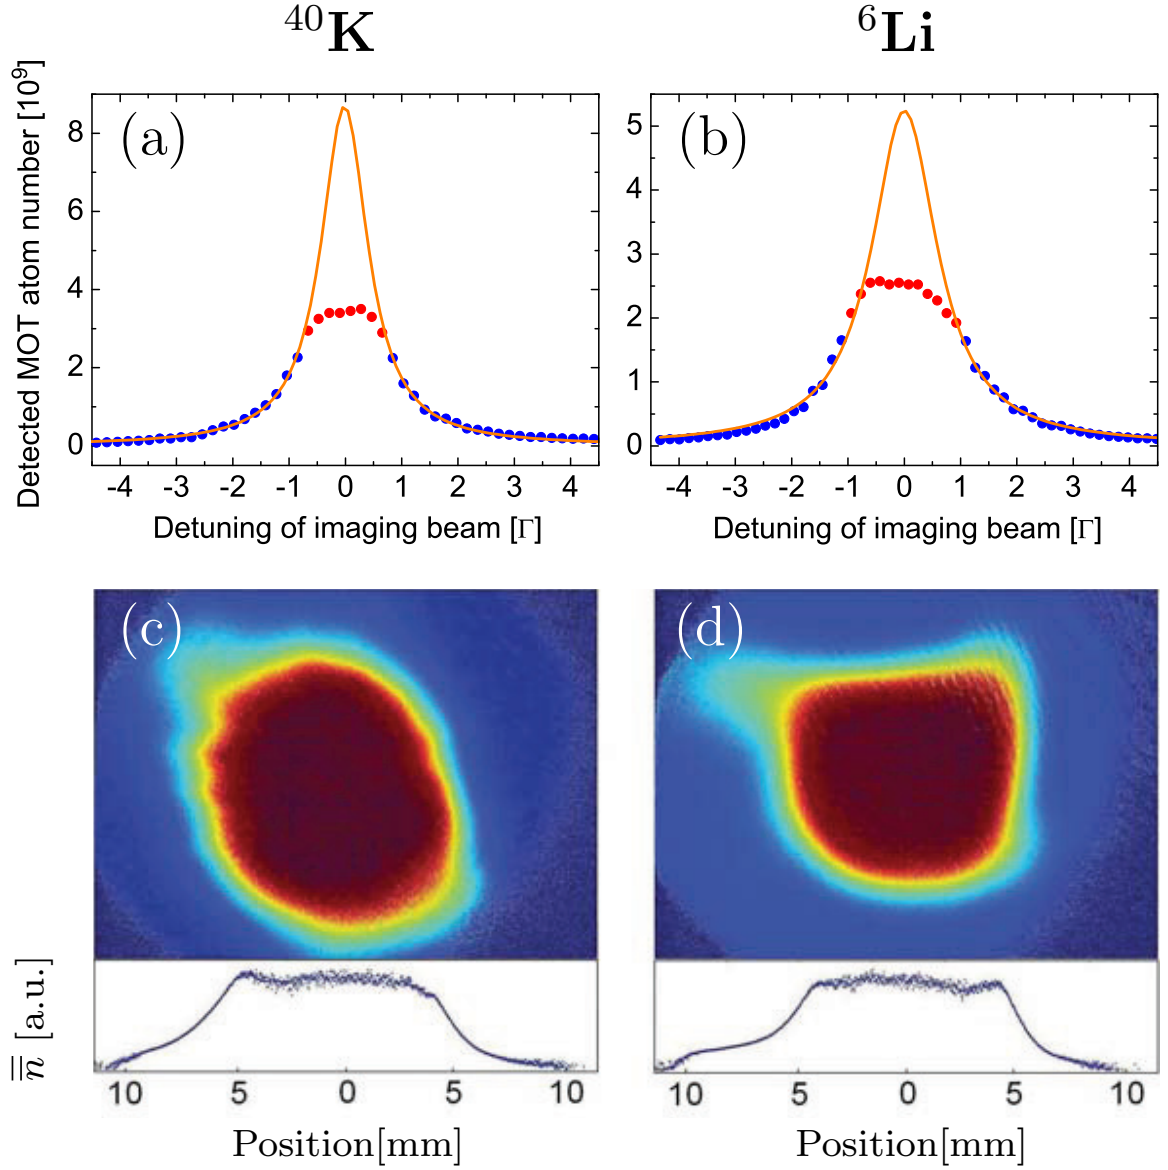 ⁴⁰K
⁶Li
Detected MOT atom number [10⁹]
(a)
8
6
4
2
0
-4 -3 -2 -1 0 1 2 3 4
Detuning of imaging beam [Γ]
(b)
5
4
3
2
1
0
-4 -3 -2 -1 0 1 2 3 4
Detuning of imaging beam [Γ]
(c)
(d)
n̿ [a.u.]
10 5 0 5 10
Position[mm]
10 5 0 5 10
Position[mm]